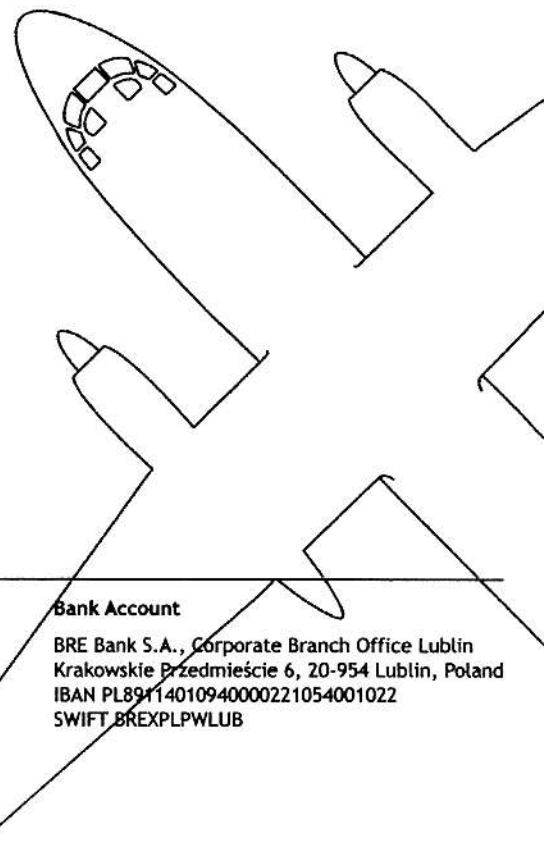 Bank Account
BRE Bank S.A., Corporate Branch Office Lublin
Krakowskie Przedmieście 6, 20-954 Lublin, Poland
IBAN PL89114010940000221054001022
SWIFT BREXPLPWLUB